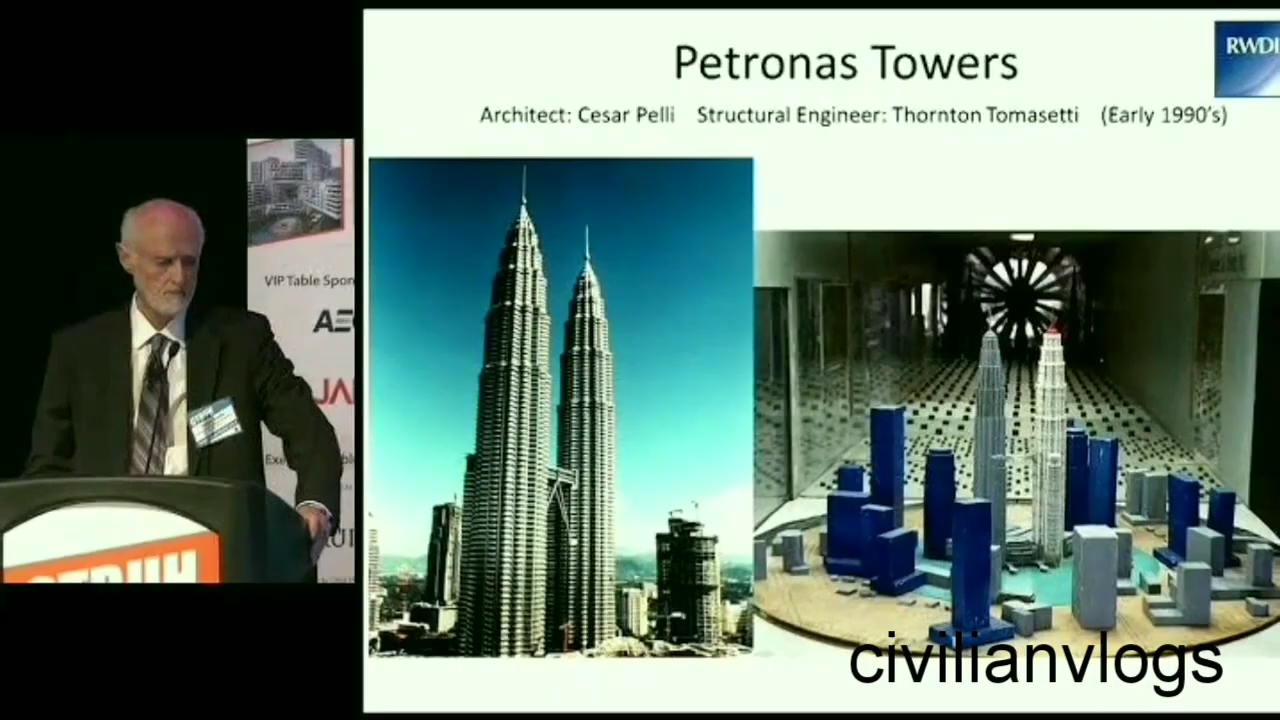 Petronas Towers
RWDI
Architect: Cesar Pelli Structural Engineer: Thornton Tomasetti (Early 1990's)
VIP Table Spon
civilianvlogs